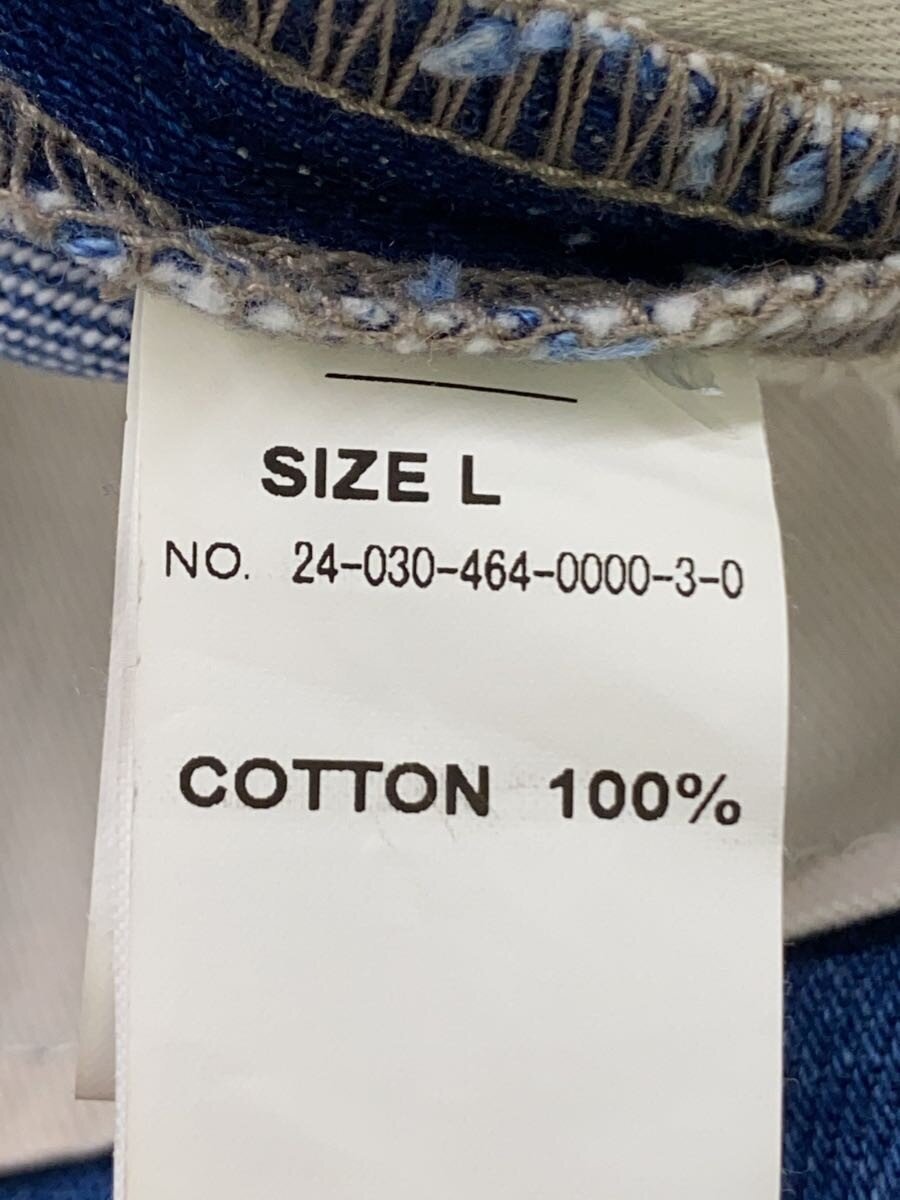 SIZE L
NO. 24-030-464-0000-3-0
COTTON 100%